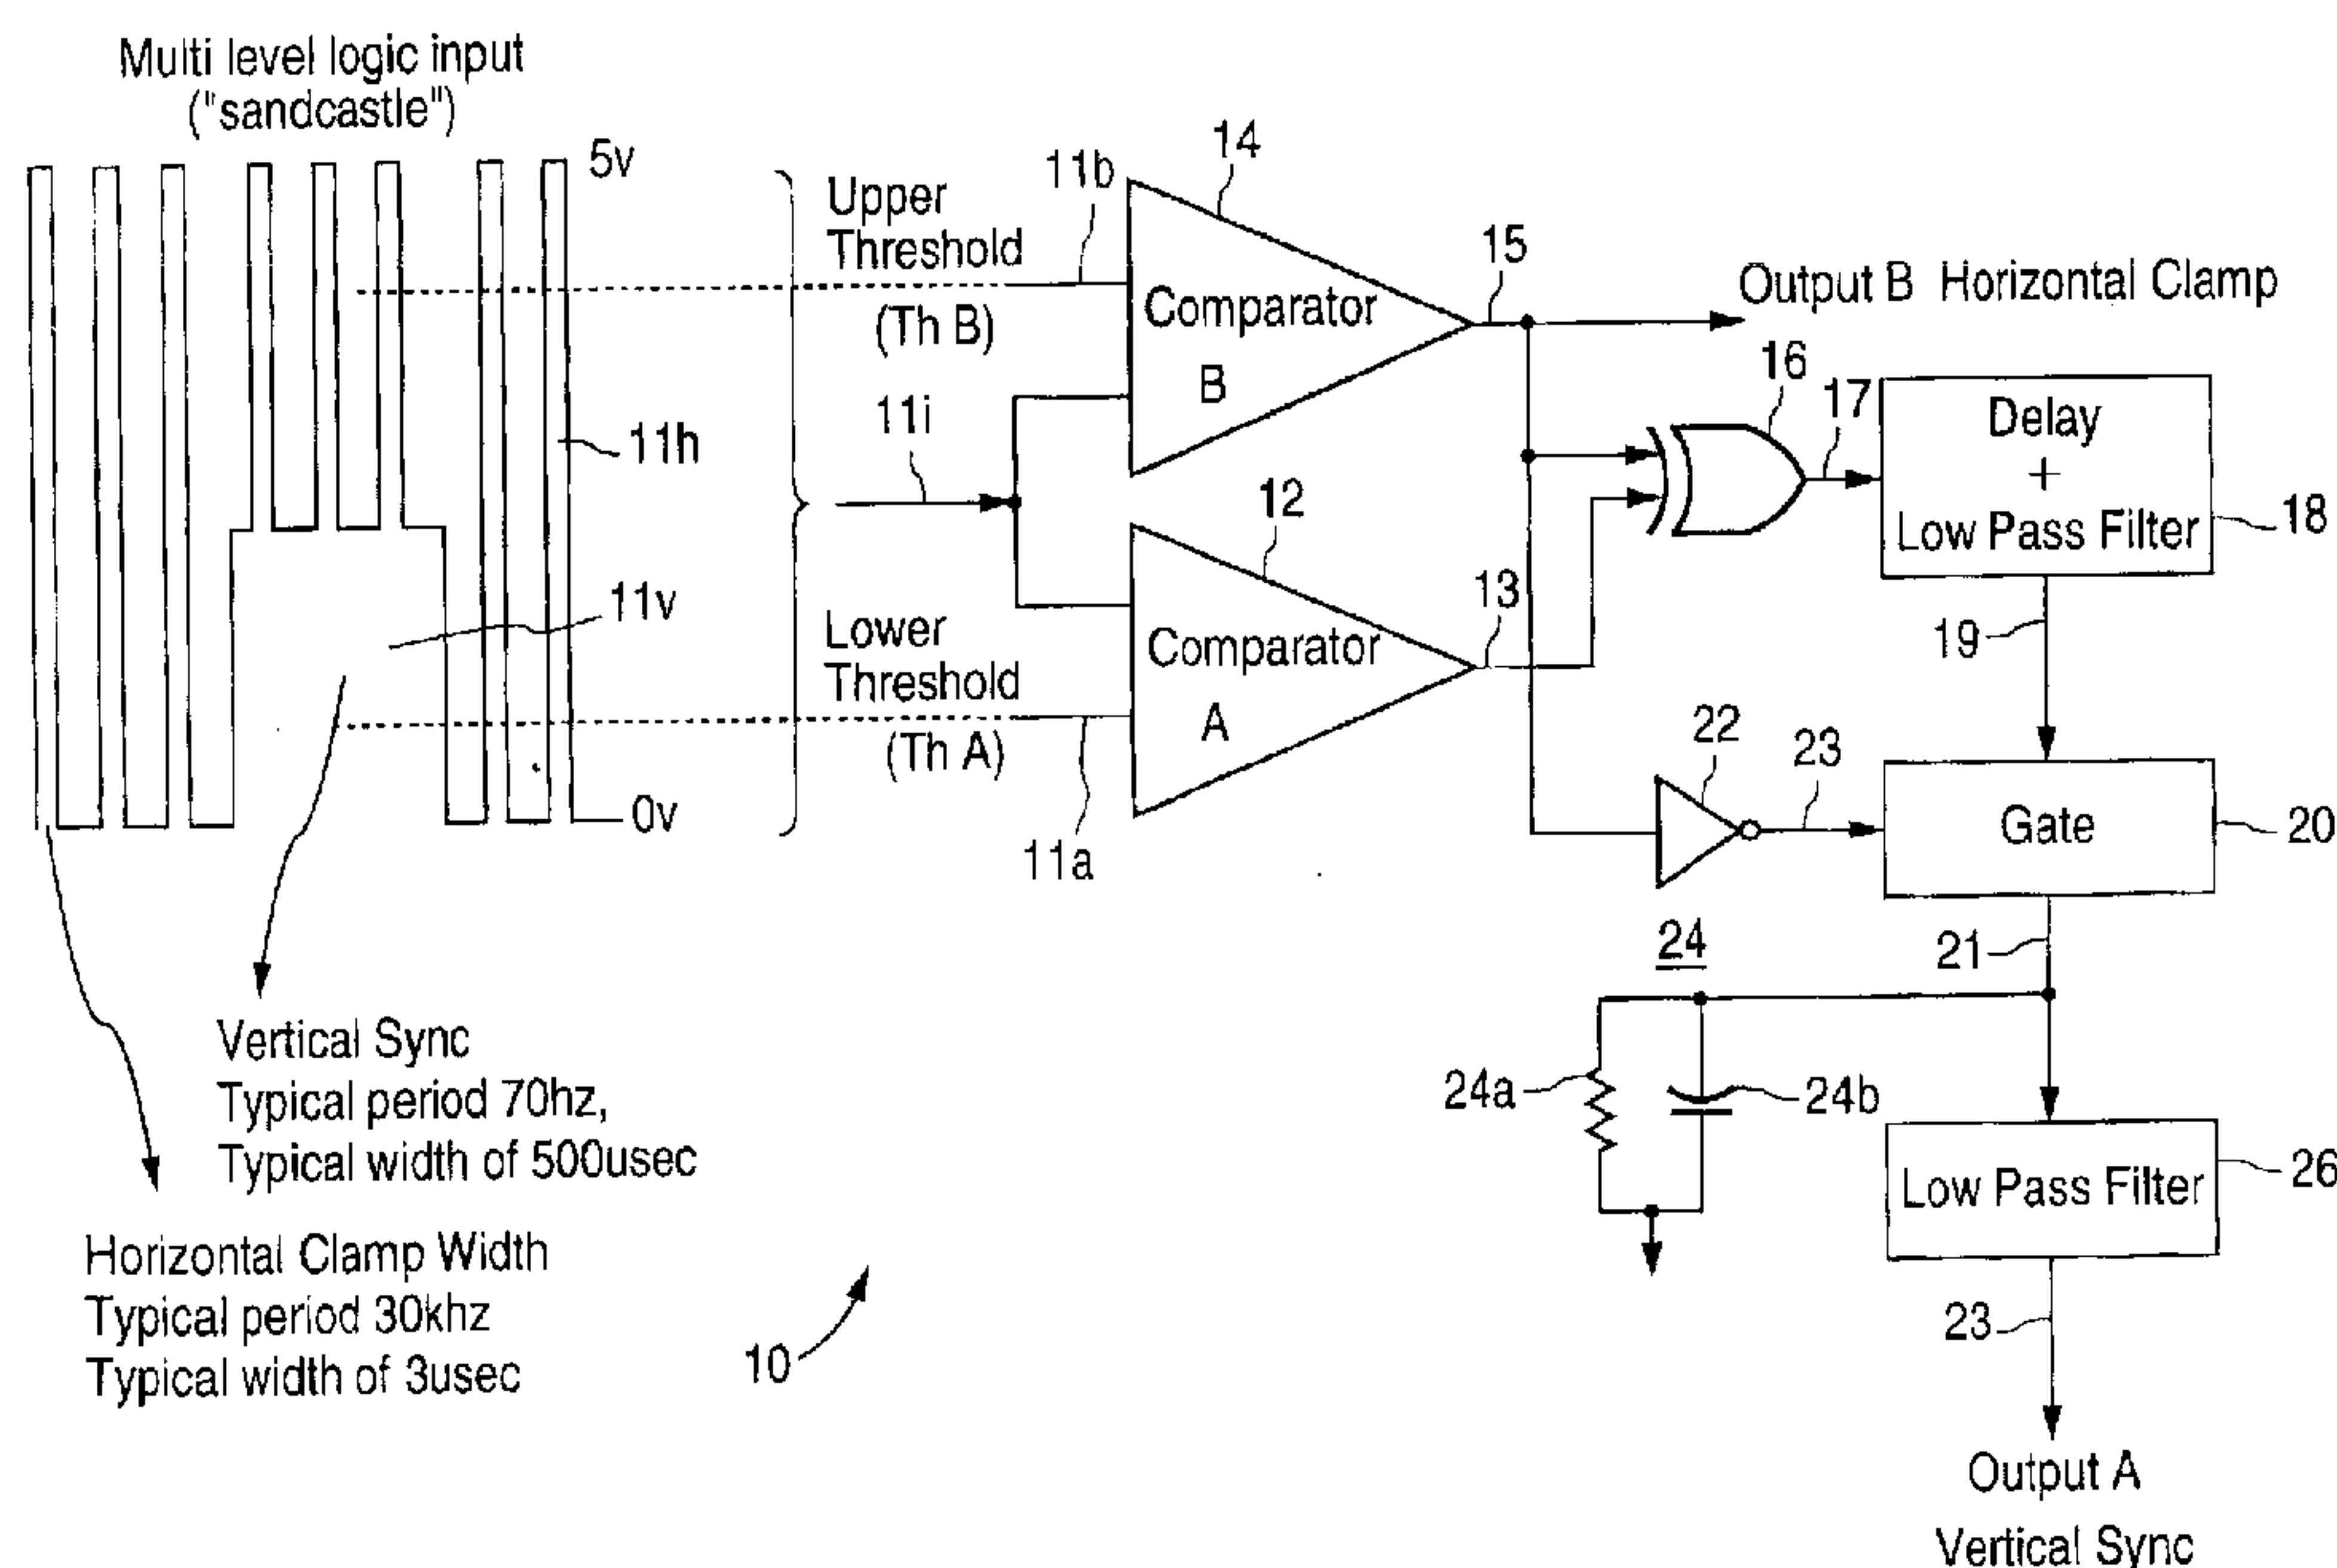 Multi level logic input
("sandcastle")
5v
11h
11v
0v
Vertical Sync
Typical period 70hz,
Typical width of 500usec
Horizontal Clamp Width
Typical period 30khz
Typical width of 3usec
10
Upper
Threshold
(Th B)
11b
11i
Lower
Threshold
(Th A)
11a
14
Comparator
B
12
Comparator
A
15
13
Output B Horizontal Clamp
16
17
Delay
+
Low Pass Filter
18
19
22
23
Gate
20
21
24
24a
24b
Low Pass Filter
26
23
Output A
Vertical Sync